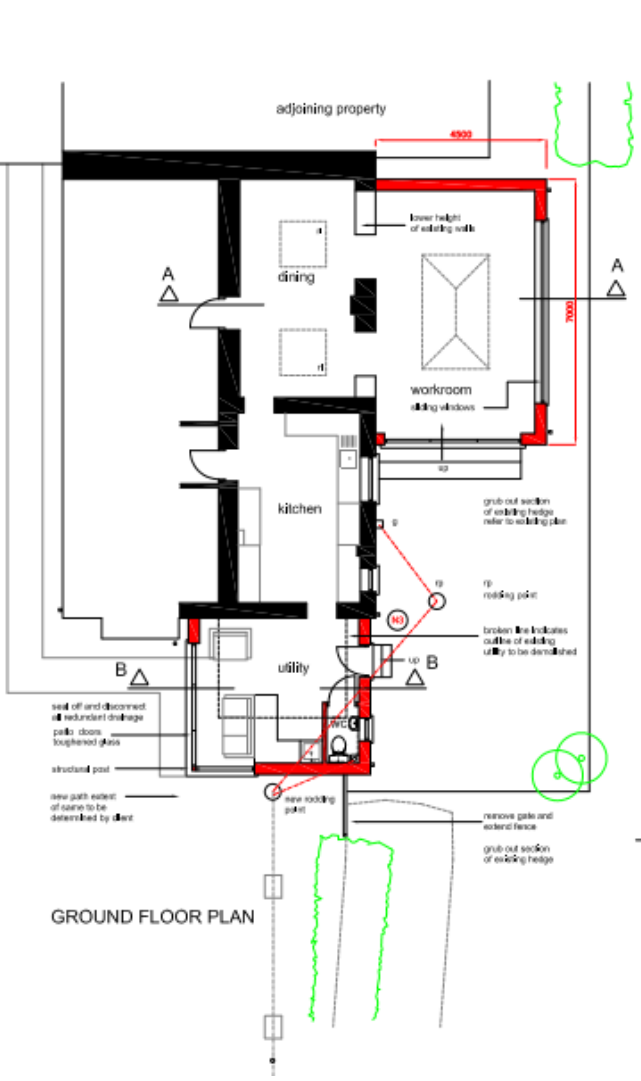 adjoining property
4500
lower height
of existing walls
rl
dining
A
A
7000
rl
workroom
sliding windows
up
kitchen
g
grub out section
of existing hedge
refer to existing plan
rp
rp
rodding point
N3
broken line indicates
outline of existing
utility to be demolished
utility
up
B
B
seal off and disconnect
all redundant drainage
WC
patio doors
toughened glass
structural post
new path extent
of same to be
determined by client
new rodding
point
remove gate and
extend fence
grub out section
of existing hedge
GROUND FLOOR PLAN